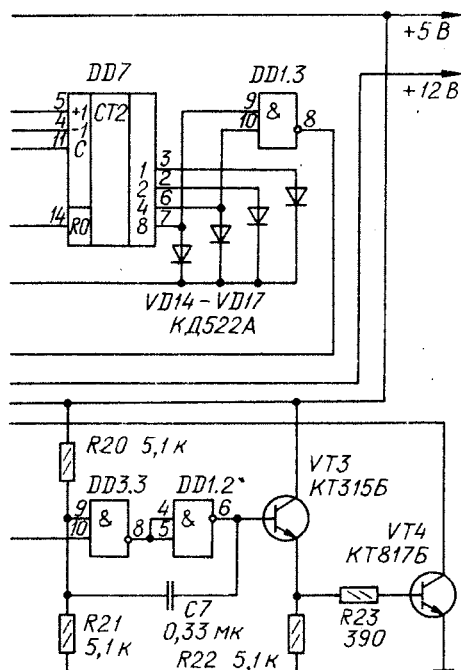 +5 В
+12 В
DD7
DD1.3
5
+1
CT2
4
-1
11
C
9
&
10
8
1
3
2
2
4
6
8
7
14
R0
VD14-VD17
КД522А
R20 5,1 к
DD3.3
DD1.2
9
&
10
8
4
&
5
6
VT3
КТ315Б
VT4
КТ817Б
C7
0,33 мк
R21
5,1 к
R22 5,1 к
R23
390